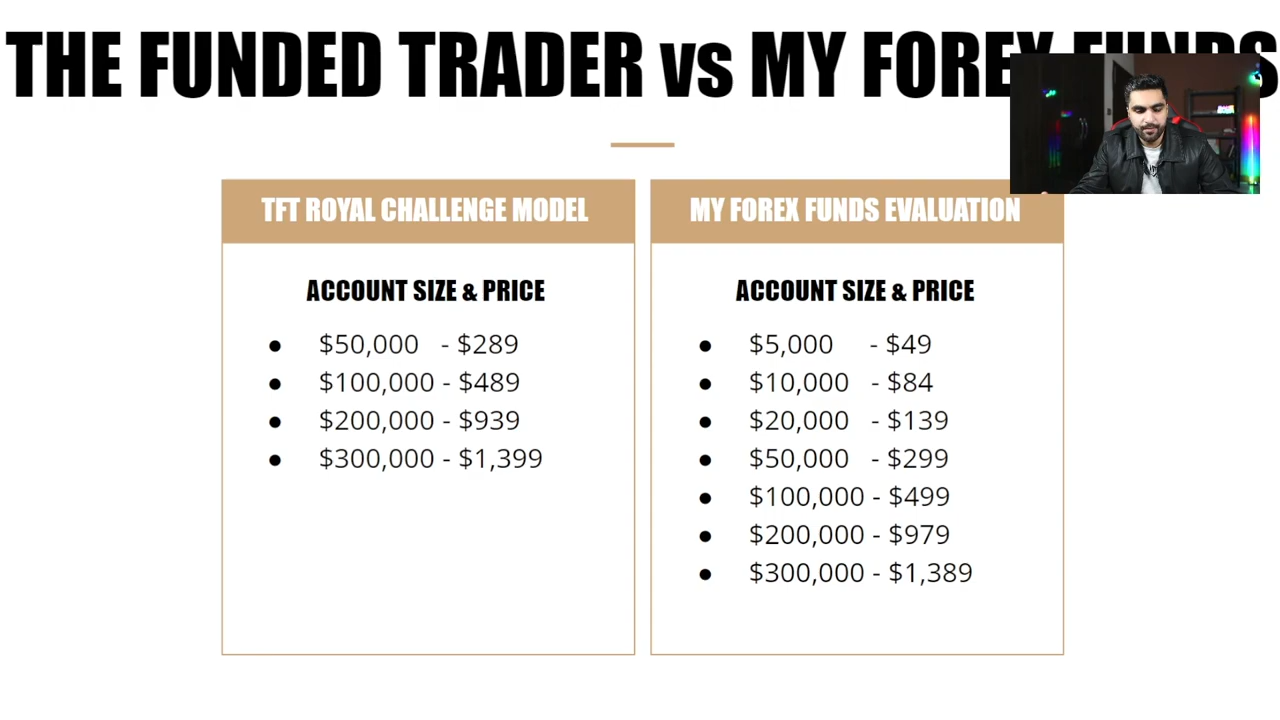 THE FUNDED TRADER vs MY FOREX FUNDS
TFT ROYAL CHALLENGE MODEL
ACCOUNT SIZE & PRICE
● $50,000 - $289
● $100,000 - $489
● $200,000 - $939
● $300,000 - $1,399
MY FOREX FUNDS EVALUATION
ACCOUNT SIZE & PRICE
● $5,000 - $49
● $10,000 - $84
● $20,000 - $139
● $50,000 - $299
● $100,000 - $499
● $200,000 - $979
● $300,000 - $1,389